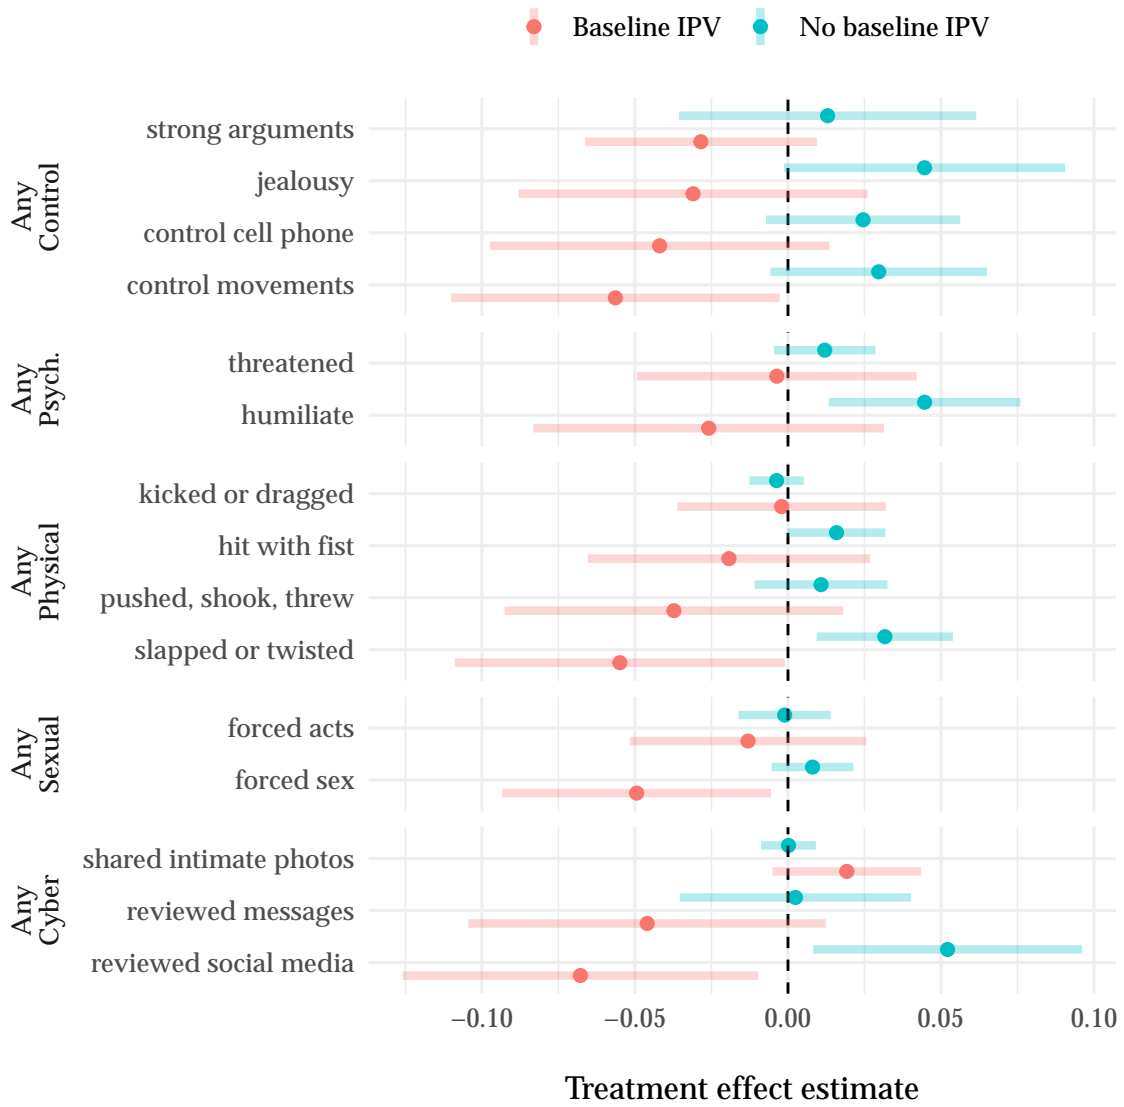 Baseline IPV No baseline IPV
Any
Control
strong arguments
jealousy
control cell phone
control movements
Any
Psych.
threatened
humiliate
Any
Physical
kicked or dragged
hit with fist
pushed, shook, threw
slapped or twisted
Any
Sexual
forced acts
forced sex
Any
Cyber
shared intimate photos
reviewed messages
reviewed social media
−0.10 −0.05 0.00 0.05 0.10
Treatment effect estimate